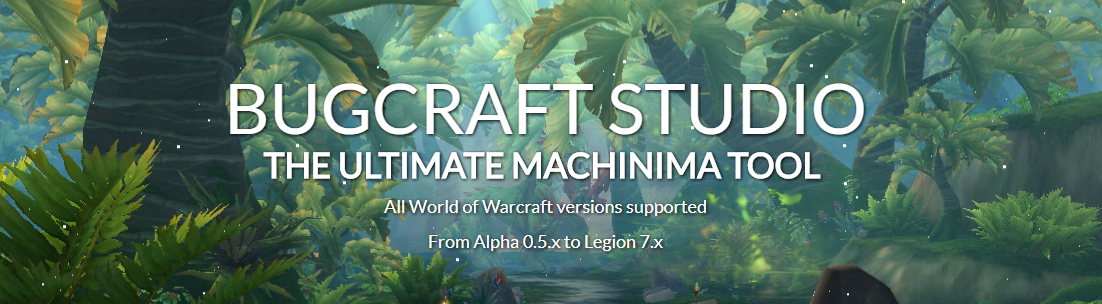 BUGCRAFT STUDIO
THE ULTIMATE MACHINIMA TOOL
All World of Warcraft versions supported
From Alpha 0.5.x to Legion 7.x